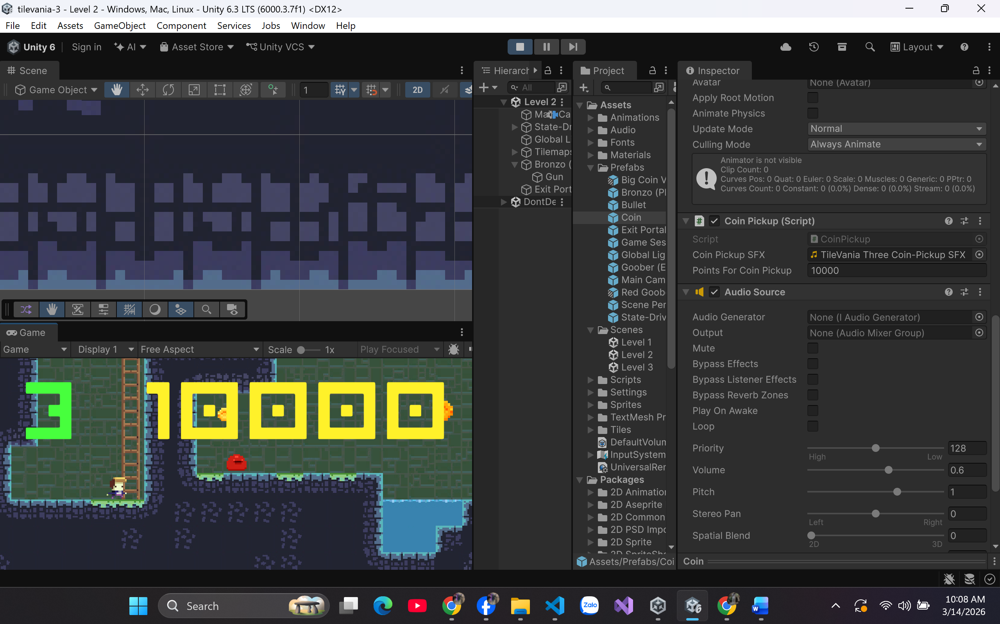 tilevania-3 - Level 2 - Windows, Mac, Linux - Unity 6.3 LTS (6000.3.7f1) <DX12>
File Edit Assets GameObject Component Services Jobs Window Help
Unity 6 Sign in AI Asset Store Unity VCS Layout
Scene
Game Object 1 2D
Game
Game Display 1 Free Aspect Scale 1x Play Focused
3 10000
Hierarch
All
Level 2
State-Dr
Global L
Tilemaps
Bronzo (
Gun
Exit Port
DontDe
Project
Assets
Animations
Audio
Fonts
Materials
Prefabs
Big Coin V
Bronzo (Pl
Bullet
Coin
Exit Portal
Game Ses
Global Lig
Goober (E
Main Cam
Red Goob
Scene Per
State-Driv
Scenes
Level 1
Level 2
Level 3
Scripts
Settings
Sprites
TextMesh Pr
Tiles
DefaultVolum
InputSystem
UniversalRer
Packages
2D Animation
2D Aseprite
2D Common
2D PSD Impo
2D Sprite
2D SpriteSha
Assets/Prefabs/Coi
Inspector
Avatar None (Avatar)
Apply Root Motion
Animate Physics
Update Mode Normal
Culling Mode Always Animate
Animator is not visible
Clip Count: 0
Curves Pos: 0 Quat: 0 Euler: 0 Scale: 0 Muscles: 0 Generic: 0 PPtr: 0
Curves Count: 0 Constant: 0 (0.0%) Dense: 0 (0.0%) Stream: 0 (0.0%)
Coin Pickup (Script)
Script CoinPickup
Coin Pickup SFX TileVania Three Coin-Pickup SFX
Points For Coin Pickup 10000
Audio Source
Audio Generator None (I Audio Generator)
Output None (Audio Mixer Group)
Mute
Bypass Effects
Bypass Listener Effects
Bypass Reverb Zones
Play On Awake
Loop
Priority 128
High Low
Volume 0.6
Pitch 1
Stereo Pan 0
Left Right
Spatial Blend 0
2D 3D
Coin
Search
Zalo
10:08 AM
3/14/2026